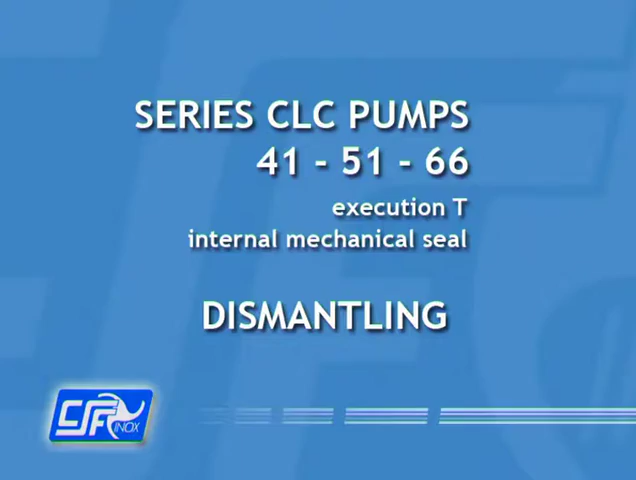 SERIES CLC PUMPS
41 - 51 - 66
execution T
internal mechanical seal
DISMANTLING
CSF
INOX